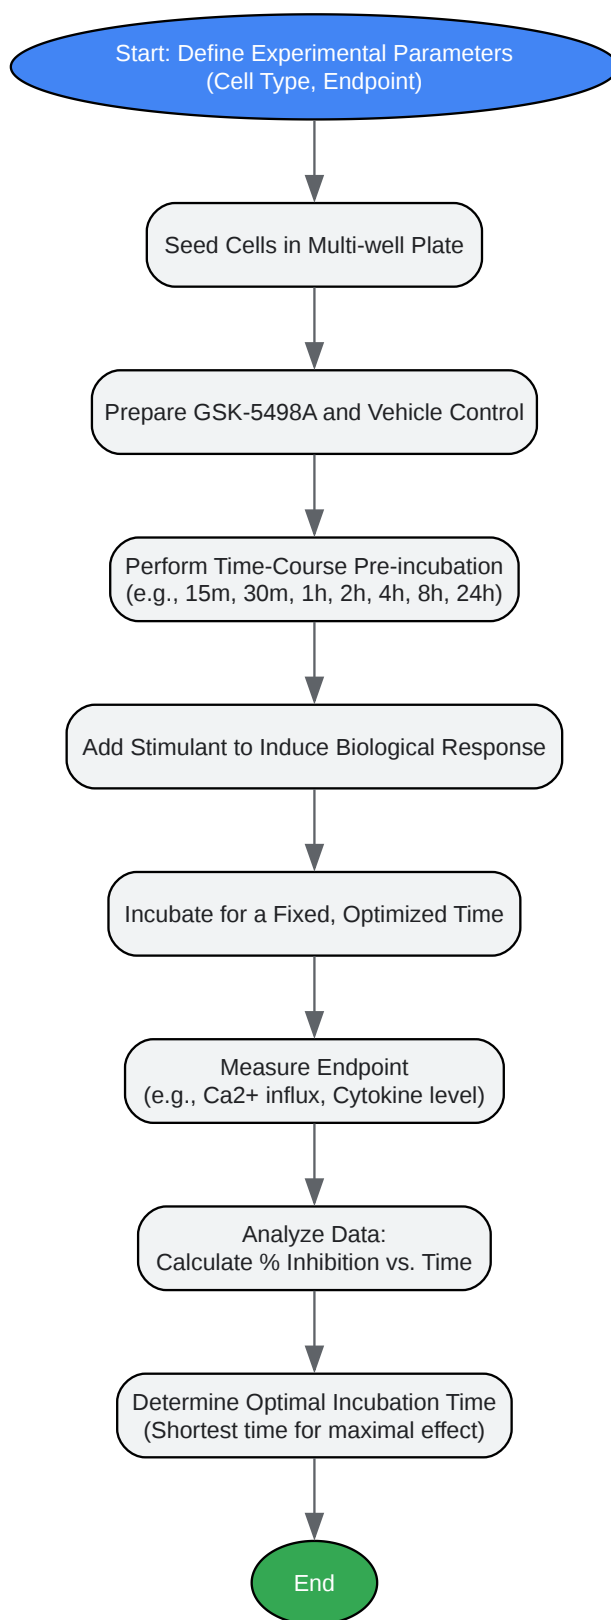 Start: Define Experimental Parameters
(Cell Type, Endpoint)
Seed Cells in Multi-well Plate
Prepare GSK-5498A and Vehicle Control
Perform Time-Course Pre-incubation
(e.g., 15m, 30m, 1h, 2h, 4h, 8h, 24h)
Add Stimulant to Induce Biological Response
Incubate for a Fixed, Optimized Time
Measure Endpoint
(e.g., Ca2+ influx, Cytokine level)
Analyze Data:
Calculate % Inhibition vs. Time
Determine Optimal Incubation Time
(Shortest time for maximal effect)
End